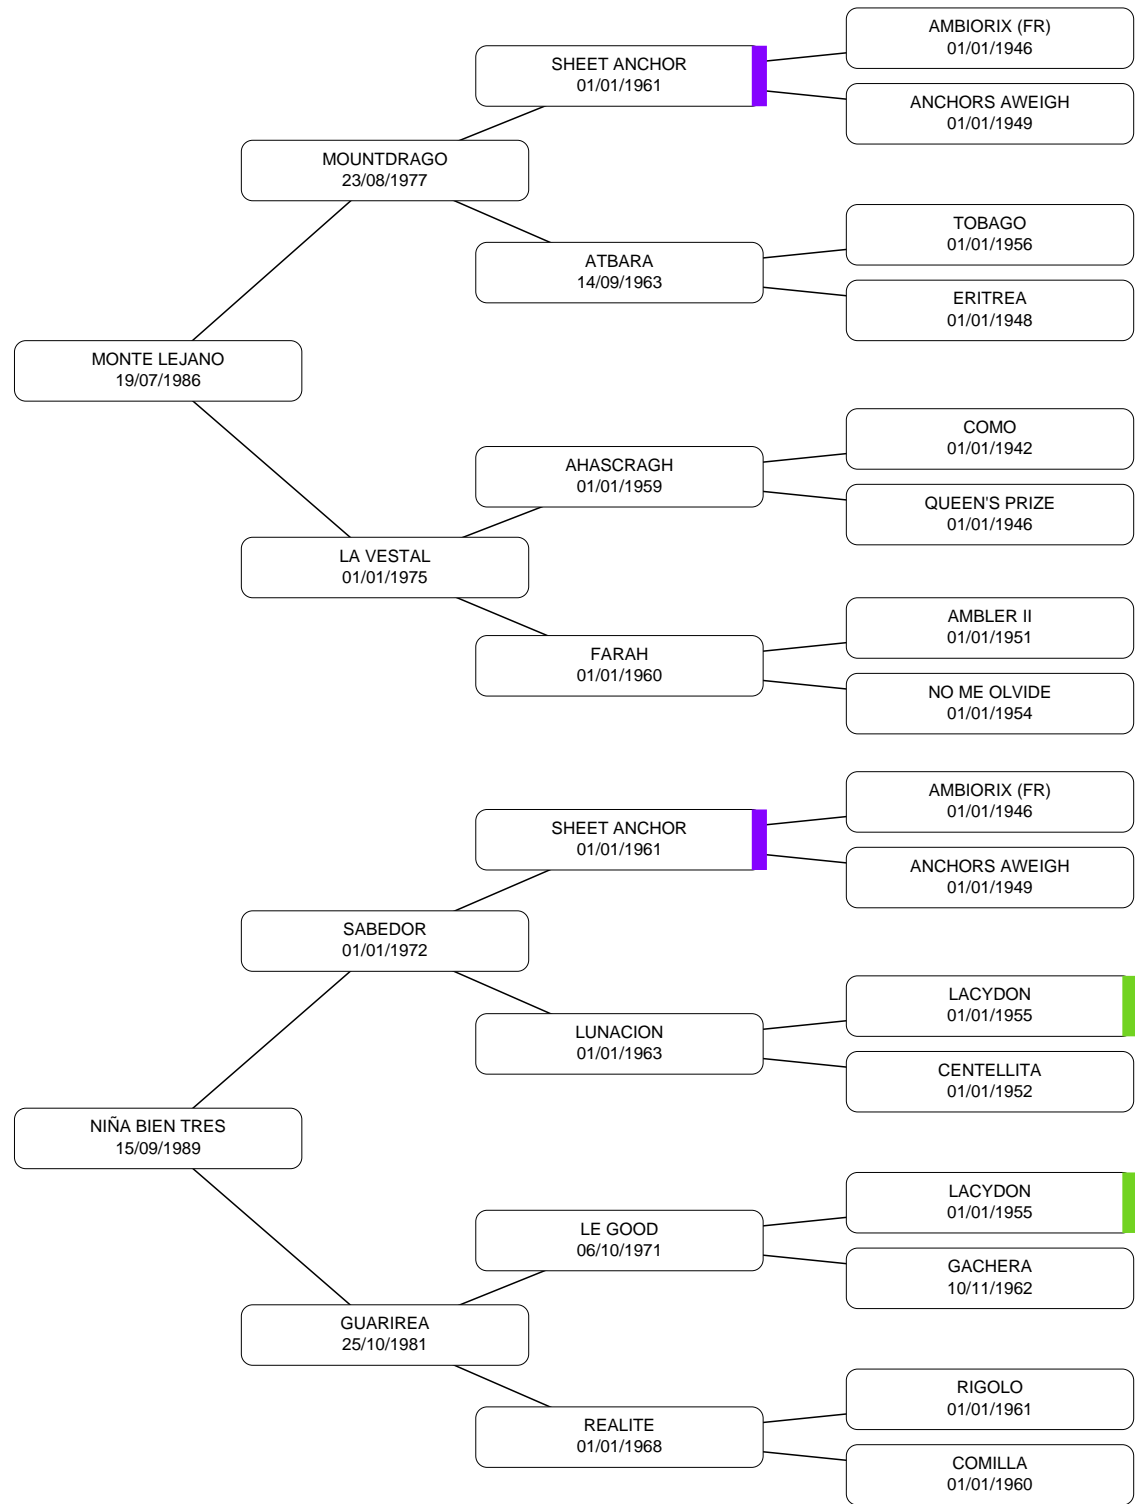 AMBIORIX (FR)
01/01/1946
SHEET ANCHOR
01/01/1961
ANCHORS AWEIGH
01/01/1949
MOUNTDRAGO
23/08/1977
TOBAGO
01/01/1956
ATBARA
14/09/1963
ERITREA
01/01/1948
MONTE LEJANO
19/07/1986
COMO
01/01/1942
AHASCRAGH
01/01/1959
QUEEN'S PRIZE
01/01/1946
LA VESTAL
01/01/1975
AMBLER II
01/01/1951
FARAH
01/01/1960
NO ME OLVIDE
01/01/1954
AMBIORIX (FR)
01/01/1946
SHEET ANCHOR
01/01/1961
ANCHORS AWEIGH
01/01/1949
SABEDOR
01/01/1972
LACYDON
01/01/1955
LUNACION
01/01/1963
CENTELLITA
01/01/1952
NIÑA BIEN TRES
15/09/1989
LACYDON
01/01/1955
LE GOOD
06/10/1971
GACHERA
10/11/1962
GUARIREA
25/10/1981
RIGOLO
01/01/1961
REALITE
01/01/1968
COMILLA
01/01/1960